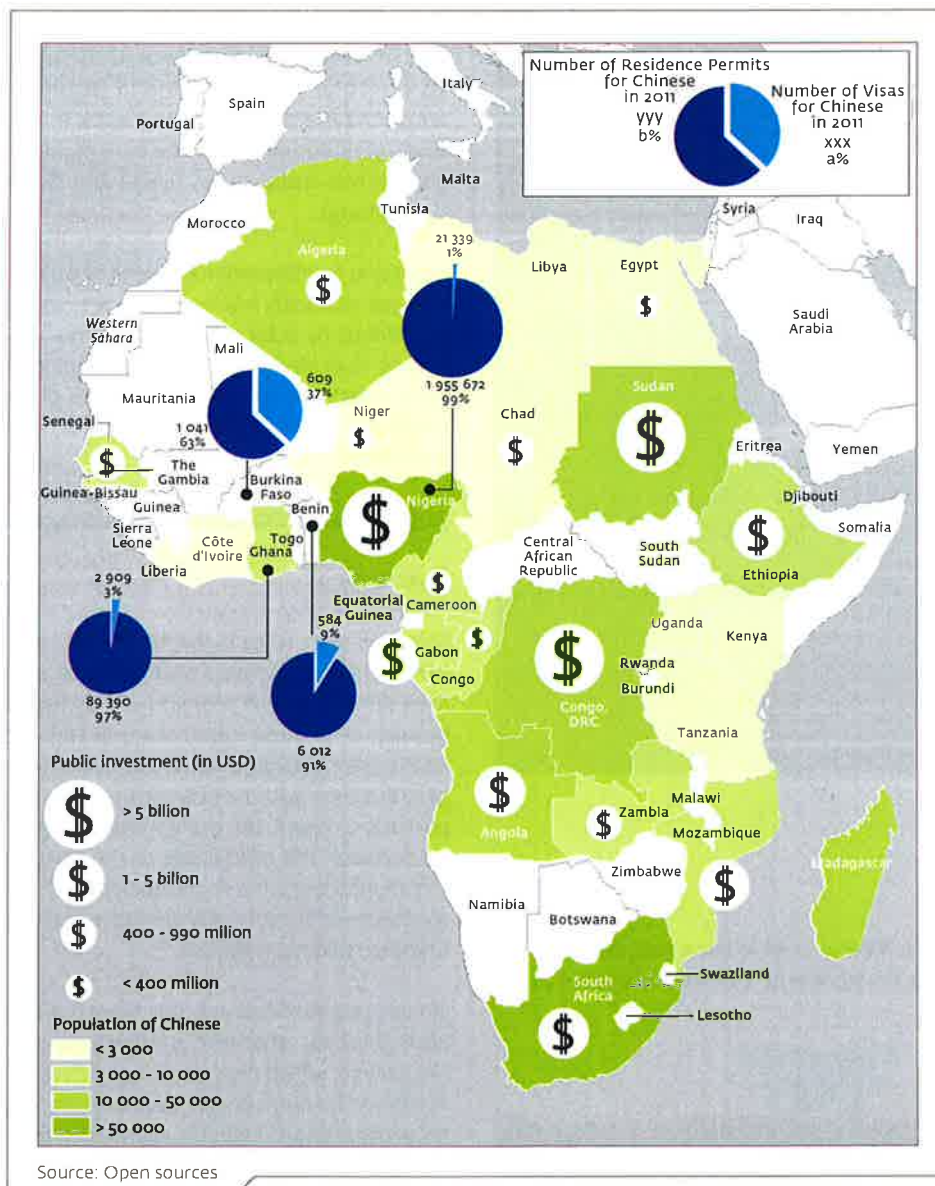 Number of Residence Permits
for Chinese
in 2011
yyy
b%
Number of Visas
for Chinese
in 2011
xxx
a%
Italy
Spain
Portugal
Malta
Tunisia
Morocco
Syria
Iraq
Algeria
21 339
1%
Libya
Egypt
Saudi
Arabia
Western
Sahara
Mali
Mauritania
609
37%
1 955 672
99%
Sudan
Niger
Chad
Senegal
1 041
63%
Eritrea
Yemen
The
Gambia
Guinea-Bissau
Burkina
Faso
Nigeria
Djibouti
Guinea
Benin
Somalia
Sierra
Leone
Côte
d'Ivoire
Togo
Ghana
Central
African
Republic
South
Sudan
Liberia
Ethiopia
2 909
3%
Equatorial
Guinea
Cameroon
584
9%
Uganda
Kenya
Gabon
Rwanda
Congo
Burundi
89 390
97%
Congo,
DRC
Tanzania
6 012
91%
Public investment (in USD)
> 5 bilion
1 - 5 bilion
400 - 990 milion
< 400 milion
Malawi
Zambia
Angola
Mozambique
Madagascar
Zimbabwe
Namibia
Botswana
Swaziland
South
Africa
Lesotho
Population of Chinese
< 3 000
3 000 - 10 000
10 000 - 50 000
> 50 000
Source: Open sources